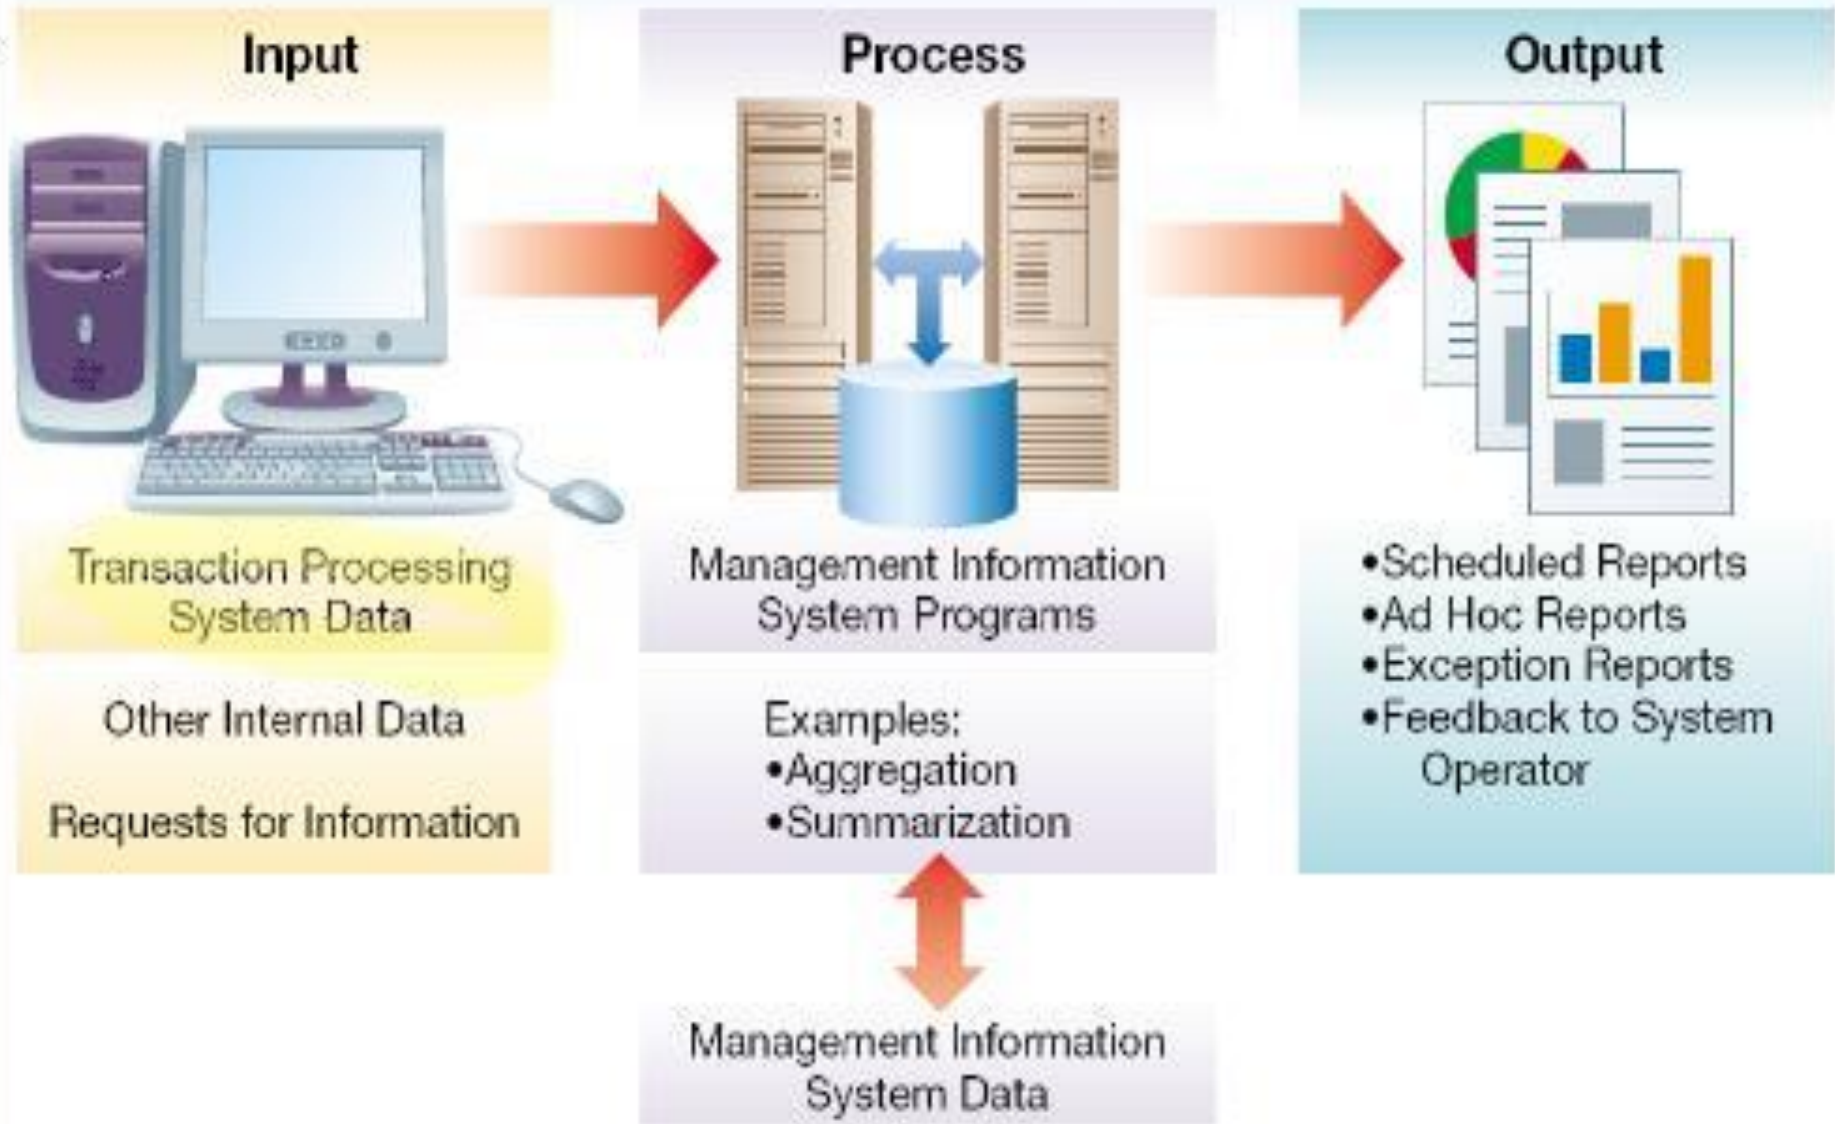 Input
Transaction Processing
System Data
Other Internal Data
Requests for Information
Process
Management Information
System Programs
Examples:
•Aggregation
•Summarization
Management Information
System Data
Output
•Scheduled Reports
•Ad Hoc Reports
•Exception Reports
•Feedback to System
Operator